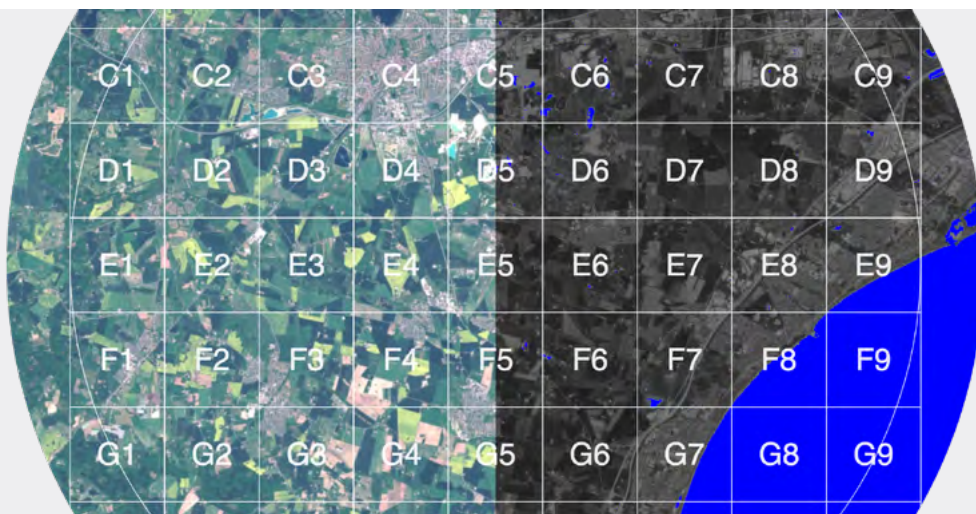 C1 C2 C3 C4 C5 C6 C7 C8 C9
D1 D2 D3 D4 D5 D6 D7 D8 D9
E1 E2 E3 E4 E5 E6 E7 E8 E9
F1 F2 F3 F4 F5 F6 F7 F8 F9
G1 G2 G3 G4 G5 G6 G7 G8 G9